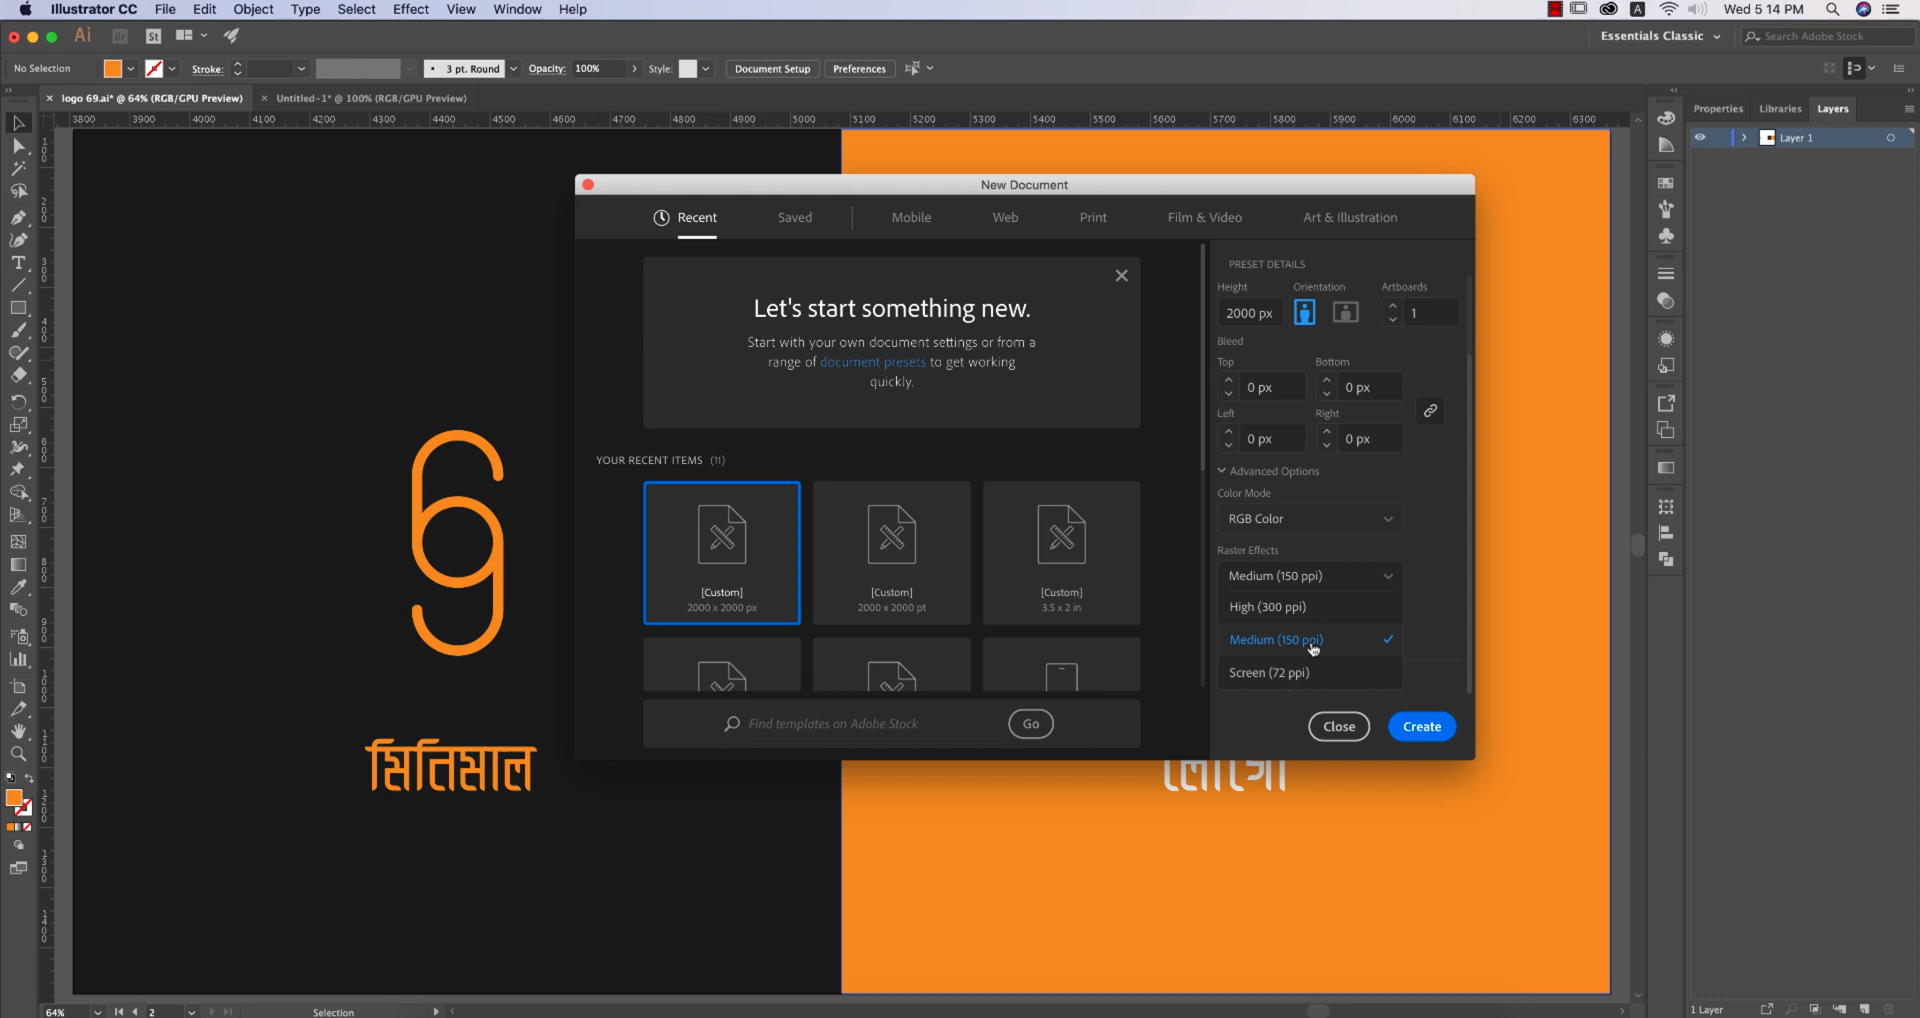 Illustrator CC File Edit Object Type Select Effect View Window Help
A Wed 5 14 PM
Ai Br St Essentials Classic Search Adobe Stock
No Selection Stroke: 3 pt. Round Opacity: 100% Style: Document Setup Preferences
× logo 69.ai* @ 64% (RGB/GPU Preview) × Untitled-1* @ 100% (RGB/GPU Preview)
Properties Libraries Layers
3800 3900 4000 4100 4200 4300 4400 4500 4600 4700 4800 4900 5000 5100 5200 5300 5400 5500 5600 5700 5800 5900 6000 6100 6200 6300
Layer 1
New Document
Recent Saved Mobile Web Print Film & Video Art & Illustration
Let's start something new.
Start with your own document settings or from a
range of document presets to get working
quickly.
YOUR RECENT ITEMS (11)
[Custom]
2000 x 2000 px
[Custom]
2000 x 2000 pt
[Custom]
3.5 x 2 in
Find templates on Adobe Stock Go
PRESET DETAILS
Height Orientation Artboards
2000 px 1
Bleed
Top Bottom
0 px 0 px
Left Right
0 px 0 px
Advanced Options
Color Mode
RGB Color
Raster Effects
Medium (150 ppi)
High (300 ppi)
Medium (150 ppi)
Screen (72 ppi)
Close Create
69
মিনিমাল
লোগো
64% 2 Selection
1 Layer